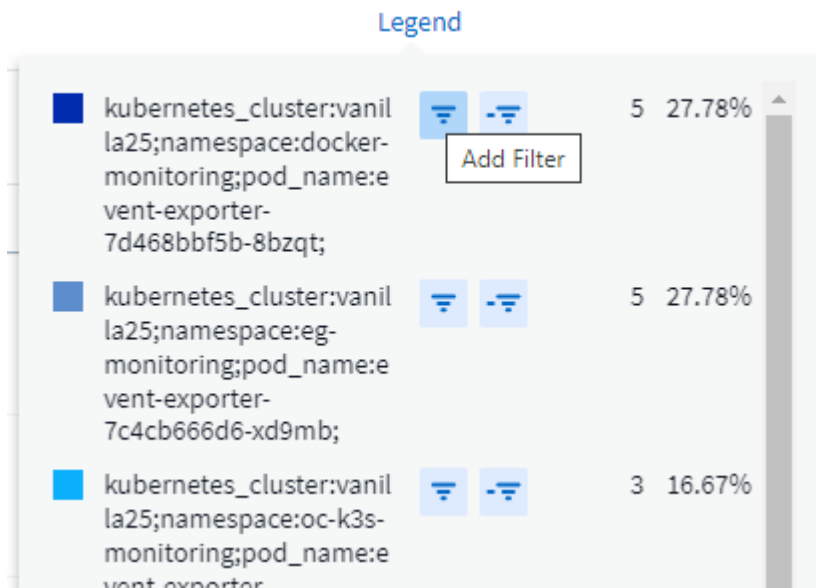 Legend
kubernetes_cluster:vanil 5 27.78%
la25;namespace:docker-
Add Filter
monitoring;pod_name:e
vent-exporter-
7d468bbf5b-8bzqt;
kubernetes_cluster:vanil 5 27.78%
la25;namespace:eg-
monitoring;pod_name:e
vent-exporter-
7c4cb666d6-xd9mb;
kubernetes_cluster:vanil 3 16.67%
la25;namespace:oc-k3s-
monitoring;pod_name:e
vent-exporter-